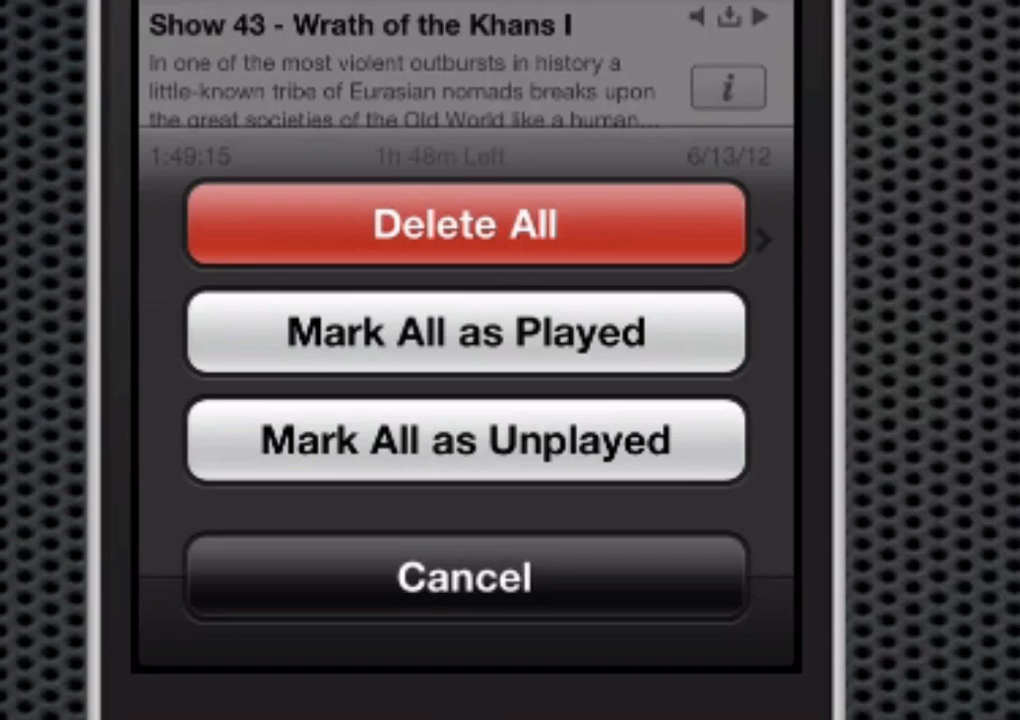 Show 43 - Wrath of the Khans I
In one of the most violent outbursts in history a
little-known tribe of Eurasian nomads breaks upon
the great societies of the Old World like a human...
1:49:15 1h 48m Left 6/13/12
Delete All
Mark All as Played
Mark All as Unplayed
Cancel